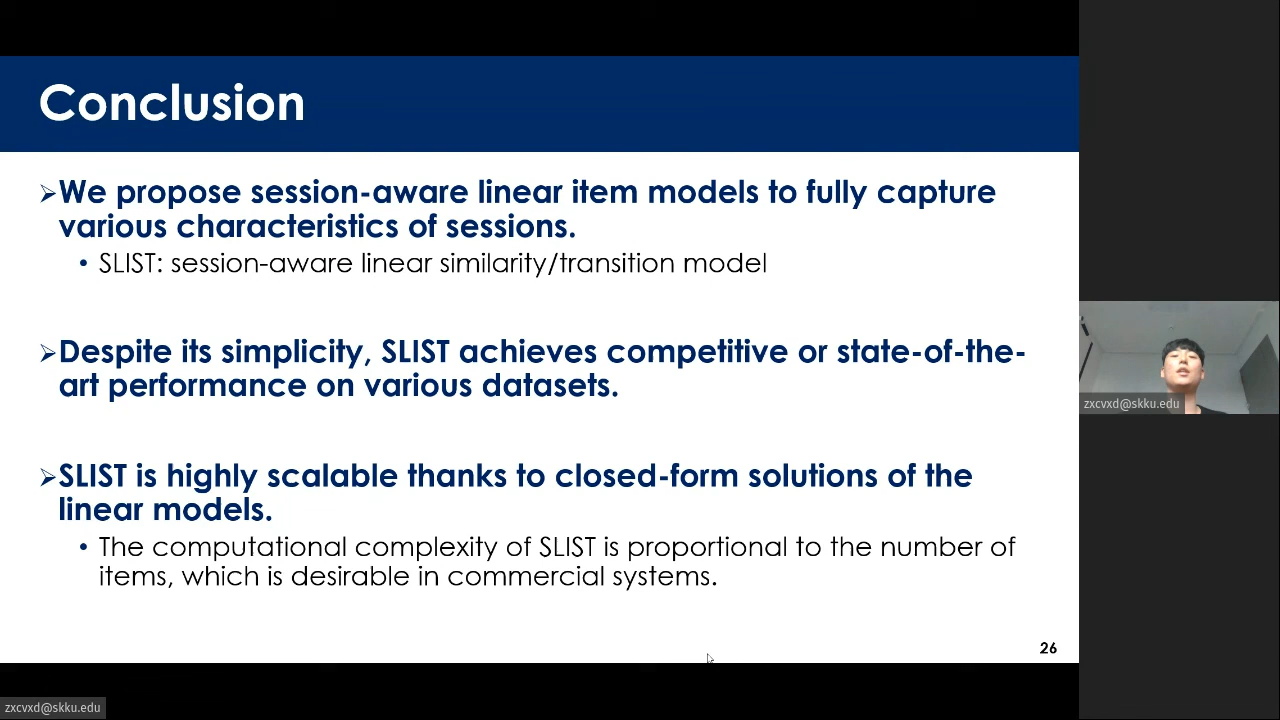 Conclusion
➢We propose session-aware linear item models to fully capture
various characteristics of sessions.
• SLIST: session-aware linear similarity/transition model
➢Despite its simplicity, SLIST achieves competitive or state-of-the-
art performance on various datasets.
➢SLIST is highly scalable thanks to closed-form solutions of the
linear models.
• The computational complexity of SLIST is proportional to the number of
items, which is desirable in commercial systems.
26
zxcvxd@skku.edu
zxcvxd@skku.edu